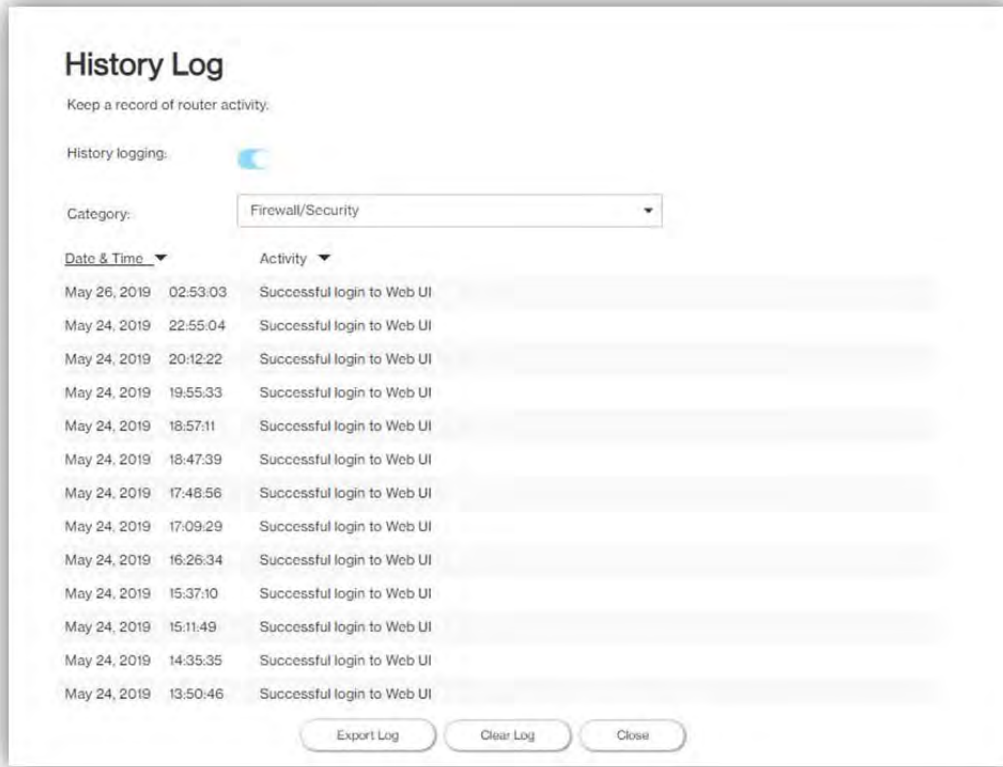 History Log
Keep a record of router activity.
History logging:
Category: Firewall/Security
Date & Time Activity
May 26, 2019 02:53:03 Successful login to Web UI
May 24, 2019 22:55:04 Successful login to Web UI
May 24, 2019 20:12:22 Successful login to Web UI
May 24, 2019 19:55:33 Successful login to Web UI
May 24, 2019 18:57:11 Successful login to Web UI
May 24, 2019 18:47:39 Successful login to Web UI
May 24, 2019 17:48:56 Successful login to Web UI
May 24, 2019 17:09:29 Successful login to Web UI
May 24, 2019 16:26:34 Successful login to Web UI
May 24, 2019 15:37:10 Successful login to Web UI
May 24, 2019 15:11:49 Successful login to Web UI
May 24, 2019 14:35:35 Successful login to Web UI
May 24, 2019 13:50:46 Successful login to Web UI
Export Log Clear Log Close